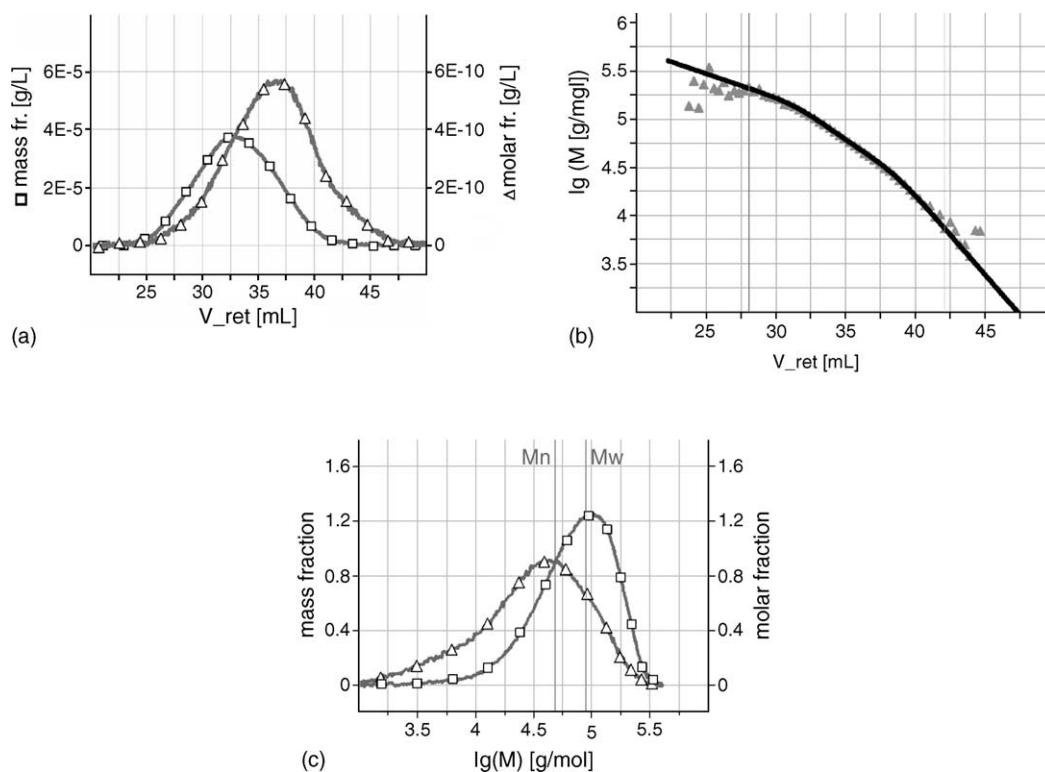 □ mass fr. [g/L]
6E-5
4E-5
2E-5
0
25 30 35 40 45
V_ret [mL]
6E-10
4E-10
2E-10
0
Δmolar fr. [g/L]
(a)
lg (M [g/mgl])
6
5.5
5
4.5
4
3.5
25 30 35 40 45
V_ret [mL]
(b)
mass fraction
1.6
1.2
0.8
0.4
0
Mn Mw
3.5 4 4.5 5 5.5
lg(M) [g/mol]
1.6
1.2
0.8
0.4
0
molar fraction
(c)